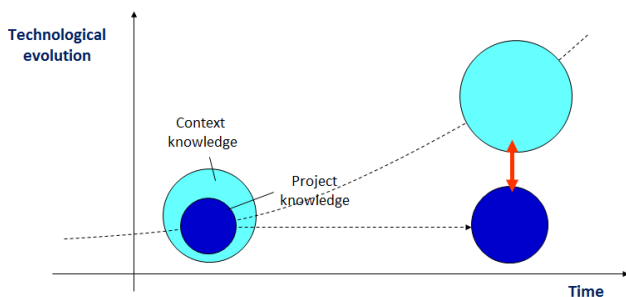 Technological
evolution
Context
knowledge
Project
knowledge
Time